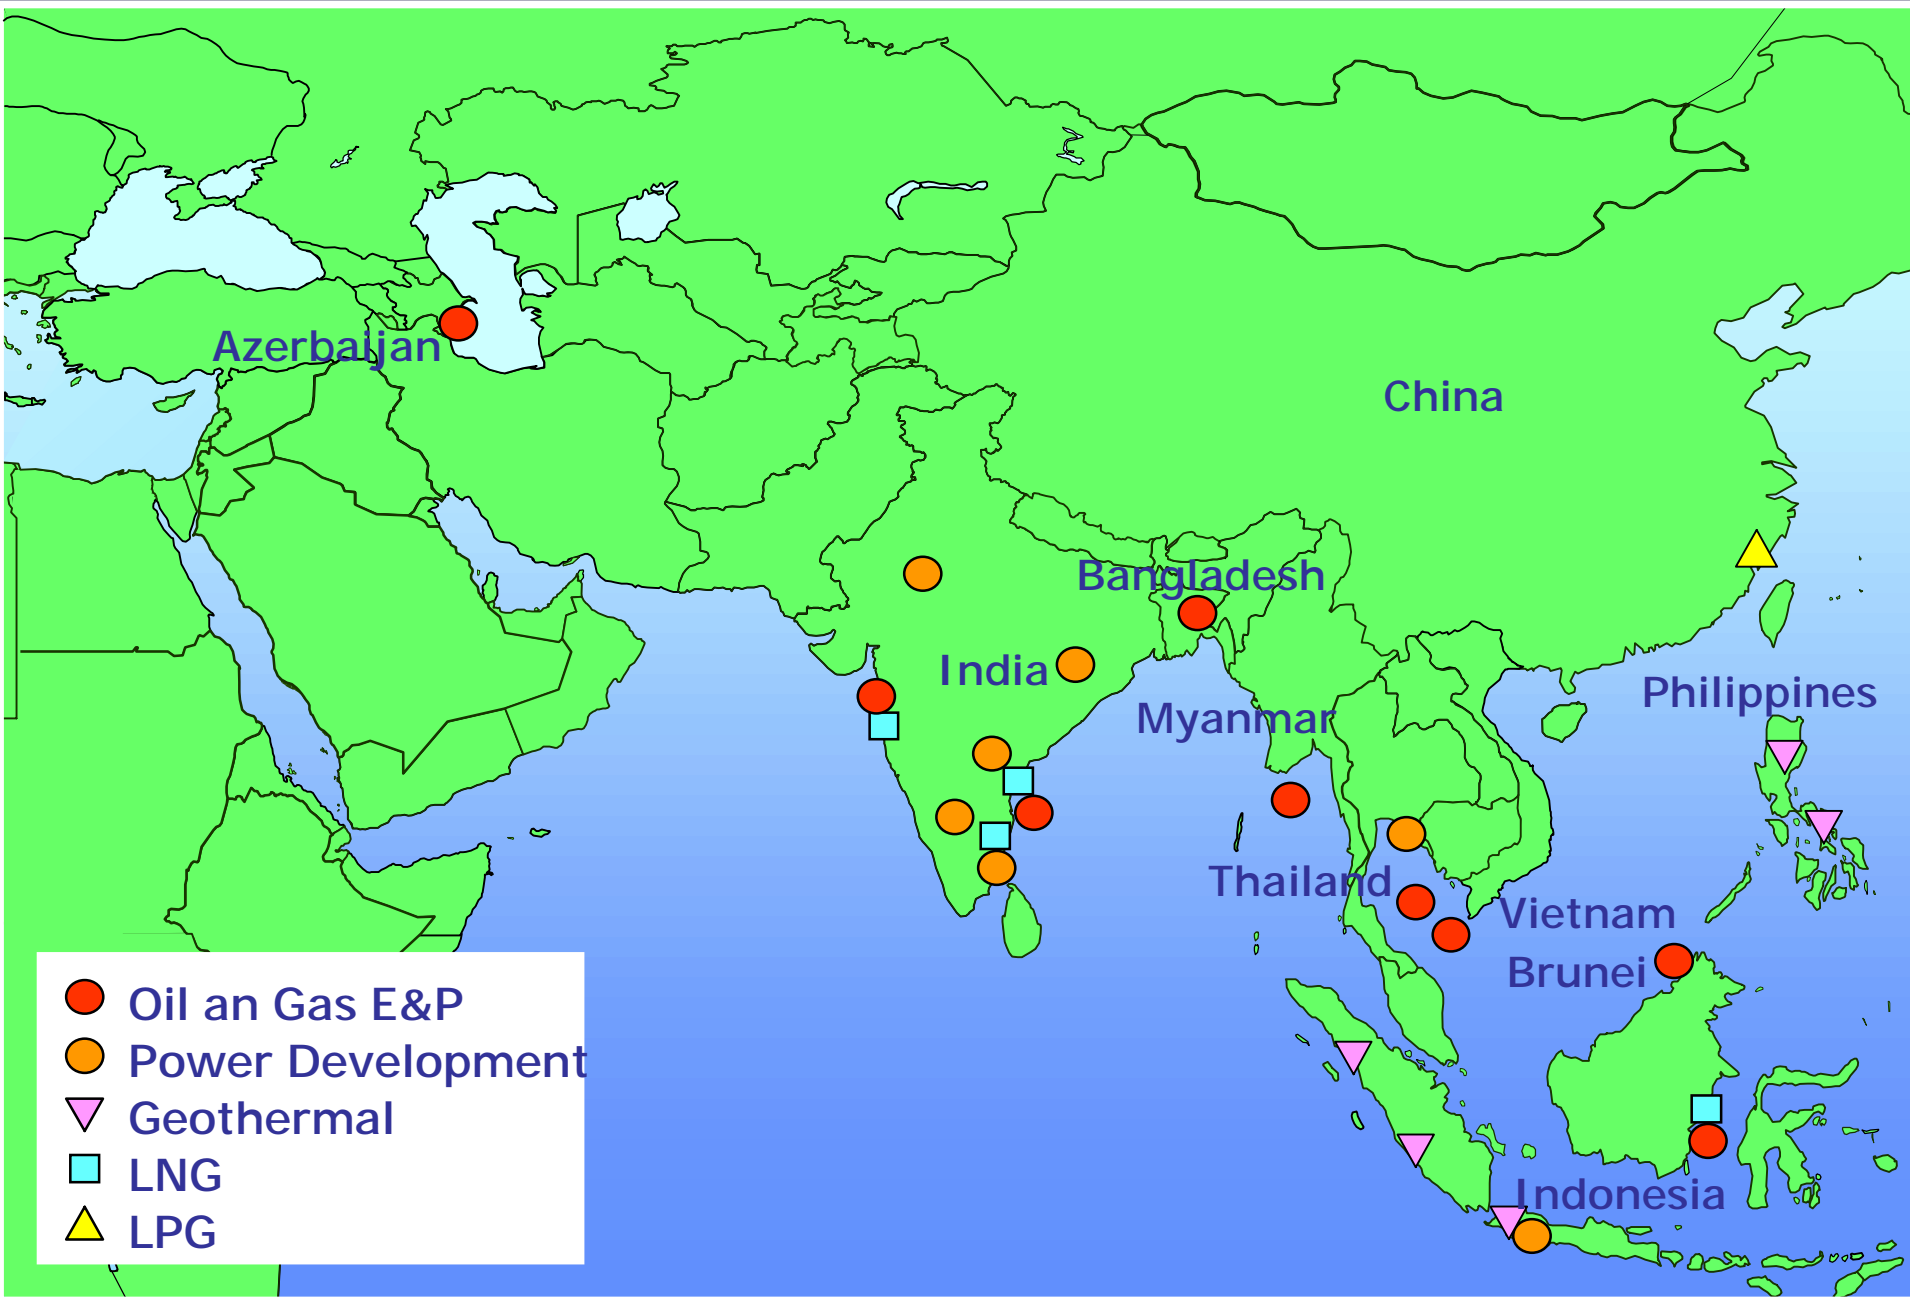 Azerbaijan
China
Bangladesh
India
Philippines
Myanmar
Thailand
Vietnam
Brunei
Indonesia
Oil an Gas E&P
Power Development
Geothermal
LNG
LPG